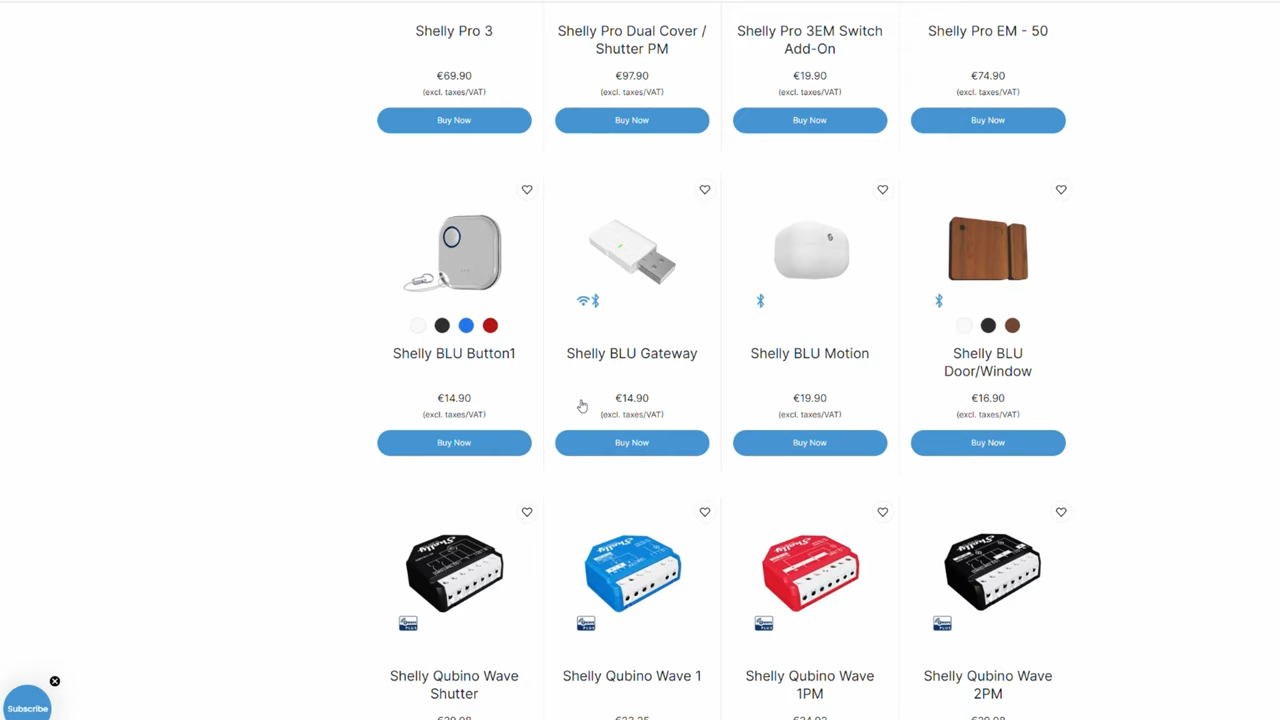 Shelly Pro 3
Shelly Pro Dual Cover /
Shutter PM
Shelly Pro 3EM Switch
Add-On
Shelly Pro EM - 50
€69.90
(excl. taxes/VAT)
€97.90
(excl. taxes/VAT)
€19.90
(excl. taxes/VAT)
€74.90
(excl. taxes/VAT)
Buy Now
Buy Now
Buy Now
Buy Now
Shelly BLU Button1
Shelly BLU Gateway
Shelly BLU Motion
Shelly BLU
Door/Window
€14.90
(excl. taxes/VAT)
€14.90
(excl. taxes/VAT)
€19.90
(excl. taxes/VAT)
€16.90
(excl. taxes/VAT)
Buy Now
Buy Now
Buy Now
Buy Now
Shelly
Shelly
Shelly
Shelly
Shelly Qubino Wave
Shutter
Shelly Qubino Wave 1
Shelly Qubino Wave
1PM
Shelly Qubino Wave
2PM
Subscribe